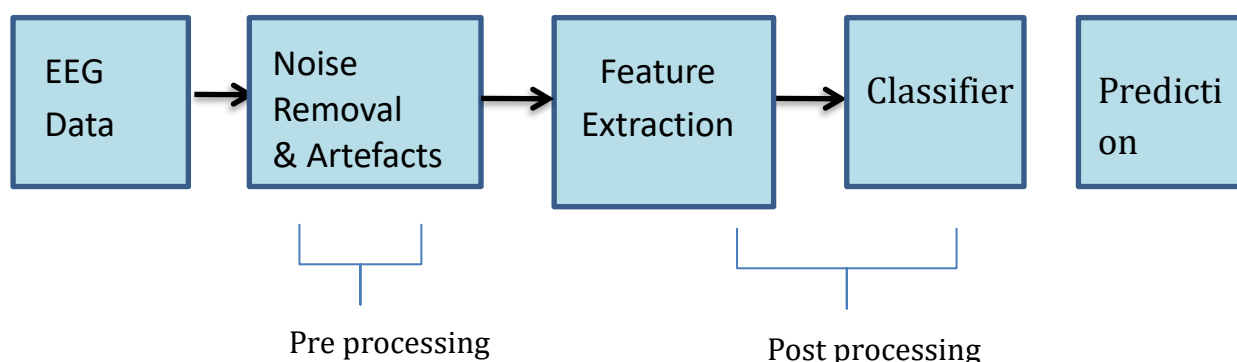 EEG
Data
Noise
Removal
& Artefacts
Feature
Extraction
Classifier
Predicti
on
Pre processing
Post processing